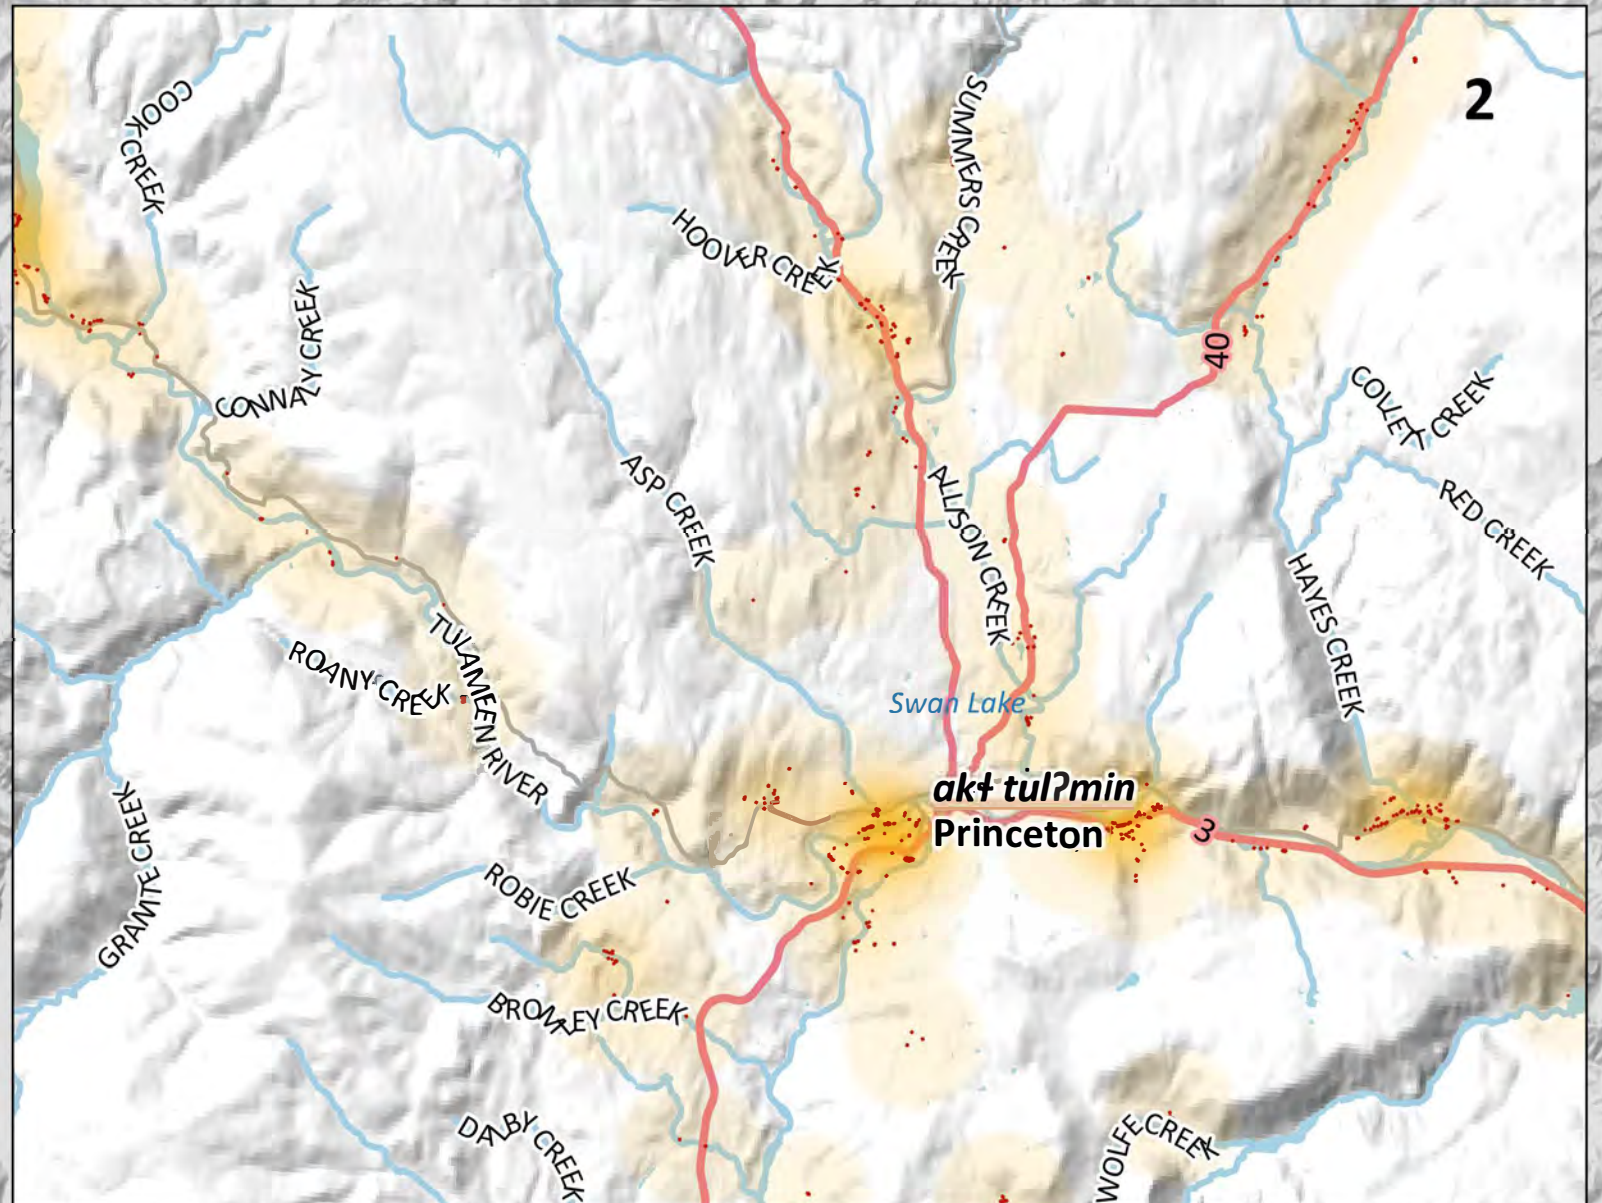 COOK CREEK
SUMMERS CREEK
2
HOOVER CREEK
CONNALY CREEK
40
COLLETT CREEK
ASP CREEK
ALLISON CREEK
RED CREEK
HAYES CREEK
TULAMEEN RIVER
ROANY CREEK
Swan Lake
akɬ tulʔmin
Princeton
3
GRANITE CREEK
ROBIE CREEK
BROMLEY CREEK
DALBY CREEK
WOLFE CREEK